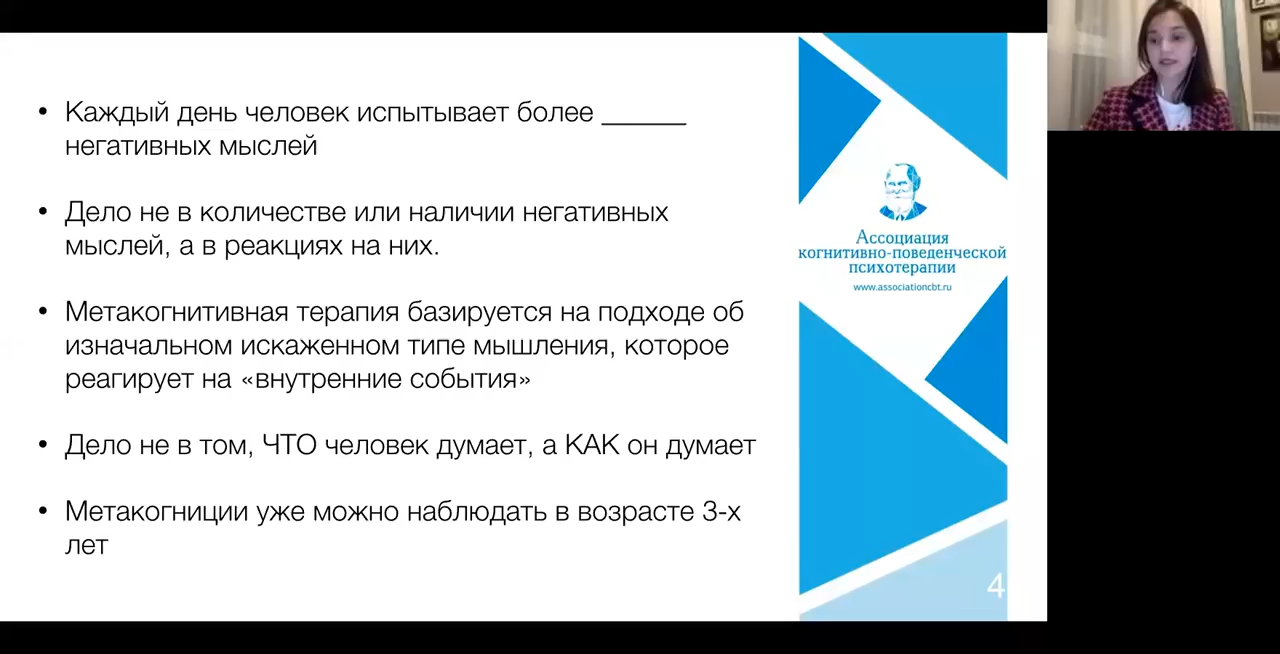 • Каждый день человек испытывает более ______
негативных мыслей
• Дело не в количестве или наличии негативных
мыслей, а в реакциях на них.
• Метакогнитивная терапия базируется на подходе об
изначальном искаженном типе мышления, которое
реагирует на «внутренние события»
• Дело не в том, ЧТО человек думает, а КАК он думает
• Метакогниции уже можно наблюдать в возрасте 3-х
лет
Ассоциация
когнитивно-поведенческой
психотерапии
www.associationcbt.ru
4